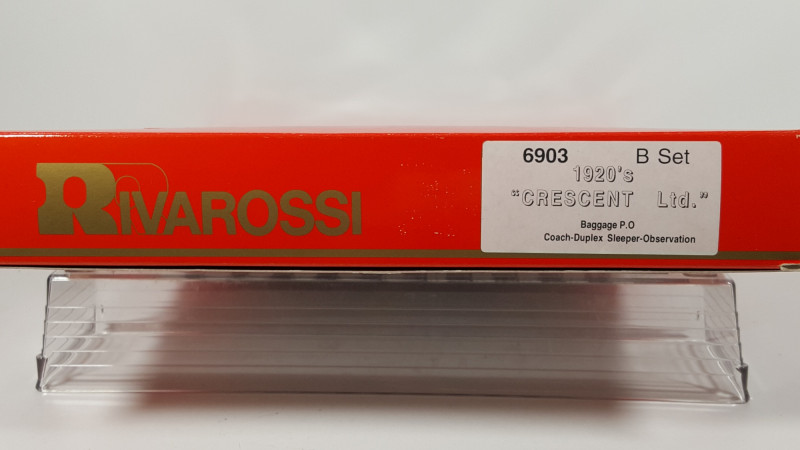 RIVAROSSI
6903 B Set
1920's
"CRESCENT Ltd."
Baggage P.O
Coach-Duplex Sleeper-Observation